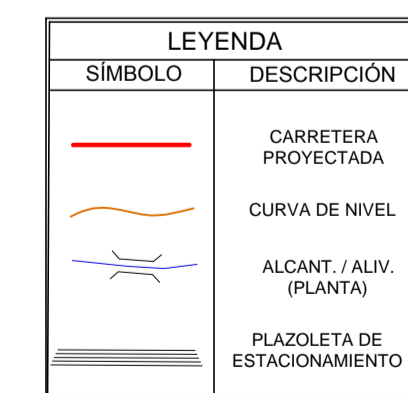 LEYENDA
SÍMBOLO DESCRIPCIÓN
CARRETERA
PROYECTADA
CURVA DE NIVEL
ALCANT. / ALIV.
(PLANTA)
PLAZOLETA DE
ESTACIONAMIENTO